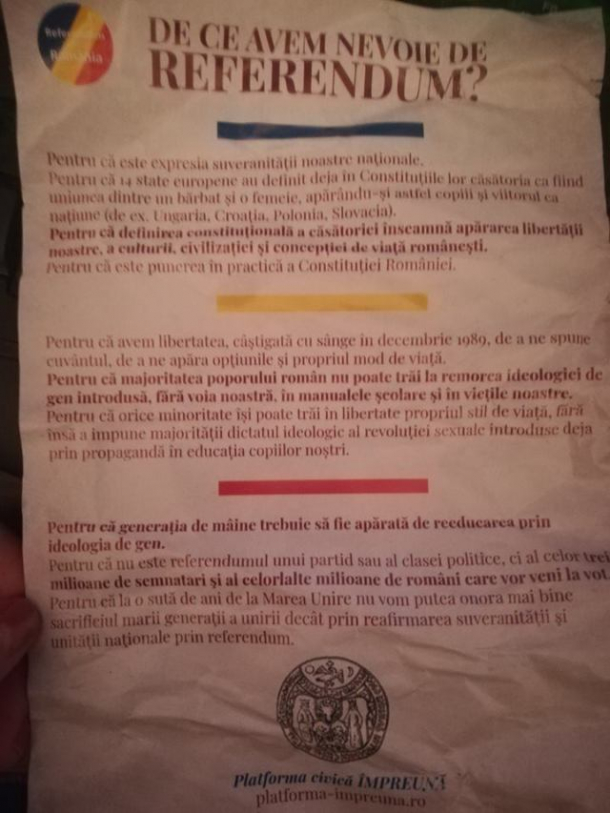 Referendum
România
DE CE AVEM NEVOIE DE
REFERENDUM?
Pentru că este expresia suveranității noastre naționale.
Pentru că 14 state europene au definit deja în Constituțiile lor căsătoria ca fiind
uniunea dintre un bărbat și o femeie, apărându-și astfel copiii și viitorul ca
națiune (de ex. Ungaria, Croația, Polonia, Slovacia).
Pentru că definirea constituțională a căsătoriei înseamnă apărarea libertății
noastre, a culturii, civilizației și concepției de viață românești.
Pentru că este punerea în practică a Constituției României.
Pentru că avem libertatea, câștigată cu sânge în decembrie 1989, de a ne spune
cuvântul, de a ne apăra opțiunile și propriul mod de viață.
Pentru că majoritatea poporului român nu poate trăi la remorca ideologiei de
gen introdusă, fără voia noastră, în manualele școlare și în viețile noastre.
Pentru că orice minoritate își poate trăi în libertate propriul stil de viață, fără
însă a impune majorității dictatul ideologic al revoluției sexuale introduse deja
prin propagandă în educația copiilor noștri.
Pentru că generația de mâine trebuie să fie apărată de reeducarea prin
ideologia de gen.
Pentru că nu este referendumul unui partid sau al clasei politice, ci al celor trei
milioane de semnatari și al celorlalte milioane de români care vor veni la vot.
Pentru că la o sută de ani de la Marea Unire nu vom putea onora mai bine
sacrificiul marii generații a unirii decât prin reafirmarea suveranității și
unității naționale prin referendum.
Platforma civică ÎMPREUNĂ
platforma-impreuna.ro